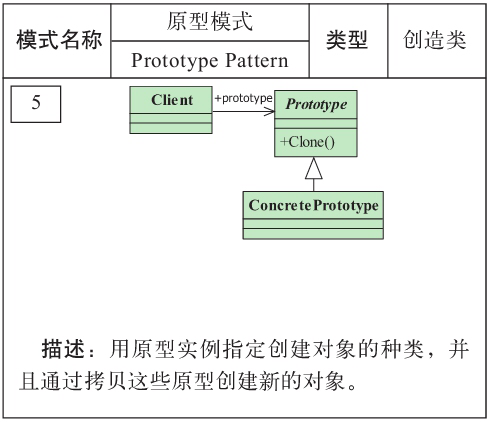 模式名称
原型模式
Prototype Pattern
类型
创造类
5
Client
+prototype
Prototype
+Clone()
ConcretePrototype
描述：用原型实例指定创建对象的种类，并
且通过拷贝这些原型创建新的对象。